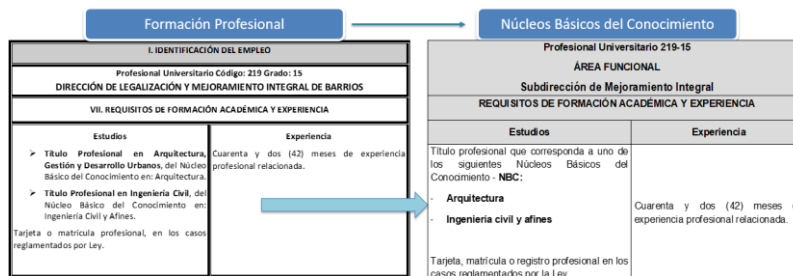 Formación Profesional
Núcleos Básicos del Conocimiento
I. IDENTIFICACIÓN DEL EMPLEO
Profesional Universitario Código: 219 Grado: 15
DIRECCIÓN DE LEGALIZACIÓN Y MEJORAMIENTO INTEGRAL DE BARRIOS
VII. REQUISITOS DE FORMACIÓN ACADÉMICA Y EXPERIENCIA
Estudios
➢ Título Profesional en Arquitectura,
Gestión y Desarrollo Urbanos, del Núcleo
Básico del Conocimiento en: Arquitectura.
➢ Título Profesional en Ingeniería Civil, del
Núcleo Básico del Conocimiento en:
Ingeniería Civil y Afines.
Tarjeta o matrícula profesional, en los casos
reglamentados por Ley.
Experiencia
Cuarenta y dos (42) meses de experiencia
profesional relacionada.
Profesional Universitario 219-15
ÁREA FUNCIONAL
Subdirección de Mejoramiento Integral
REQUISITOS DE FORMACIÓN ACADÉMICA Y EXPERIENCIA
Estudios
Título profesional que corresponda a uno de
los siguientes Núcleos Básicos del
Conocimiento - NBC:
- Arquitectura
- Ingenieria civil y afines
Tarjeta, matrícula o registro profesional en los
casos reglamentados por la Ley
Experiencia
Cuarenta y dos (42) meses
experiencia profesional relacionada.